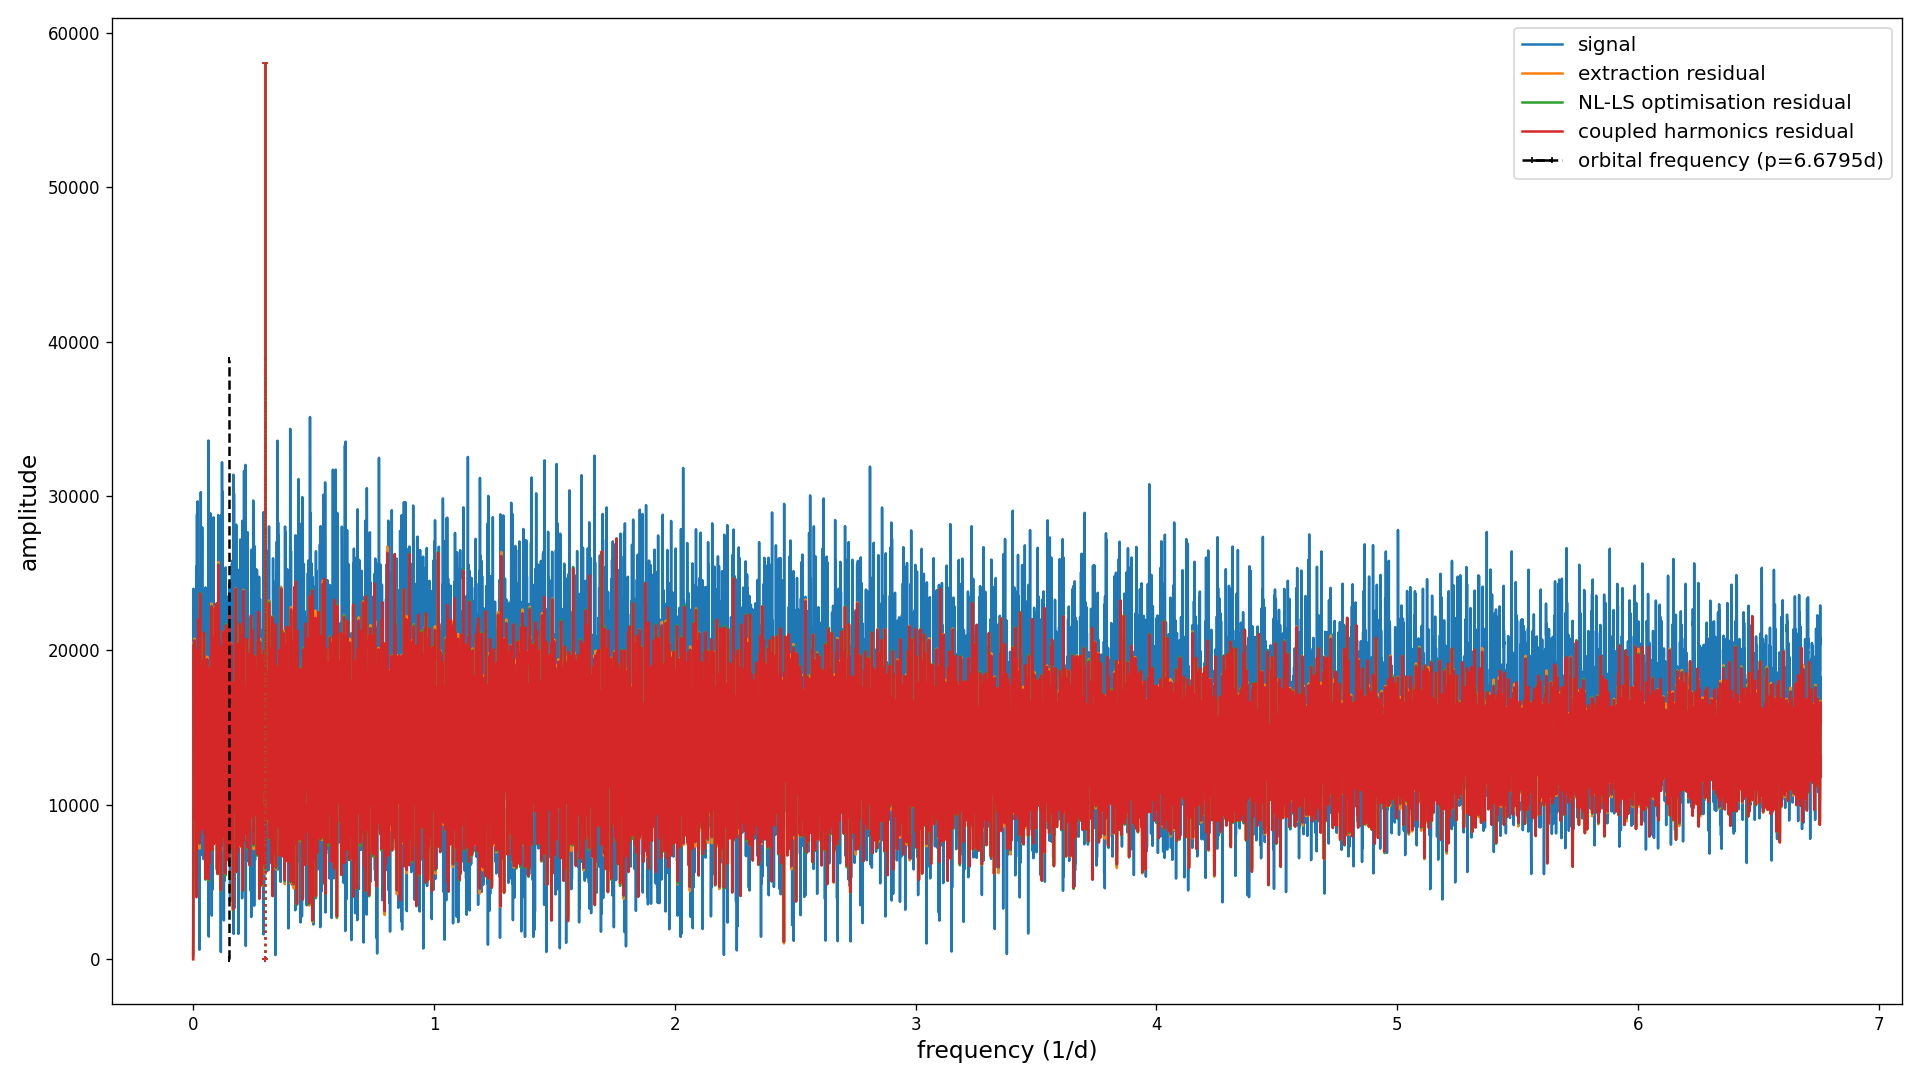 60000
50000
40000
30000
20000
10000
0
amplitude
signal
extraction residual
NL-LS optimisation residual
coupled harmonics residual
orbital frequency (p=6.6795d)
0 1 2 3 4 5 6 7
frequency (1/d)